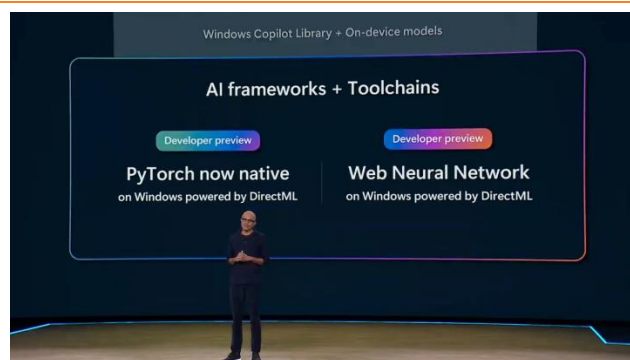 Windows Copilot Library + On-device models
AI frameworks + Toolchains
Developer preview
PyTorch now native
on Windows powered by DirectML
Developer preview
Web Neural Network
on Windows powered by DirectML